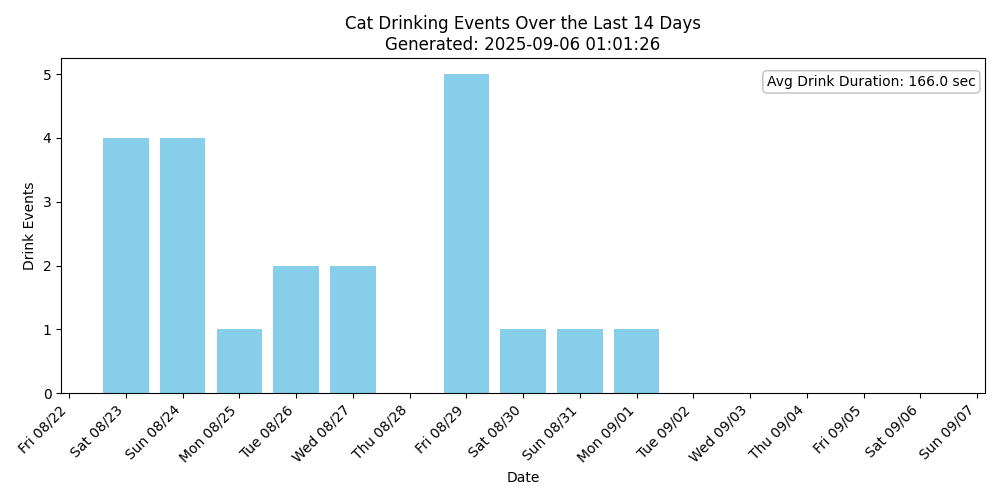 Cat Drinking Events Over the Last 14 Days
Generated: 2025-09-06 01:01:26
Avg Drink Duration: 166.0 sec
Drink Events
5
4
3
2
1
0
Fri 08/22
Sat 08/23
Sun 08/24
Mon 08/25
Tue 08/26
Wed 08/27
Thu 08/28
Fri 08/29
Sat 08/30
Sun 08/31
Mon 09/01
Tue 09/02
Wed 09/03
Thu 09/04
Fri 09/05
Sat 09/06
Sun 09/07
Date